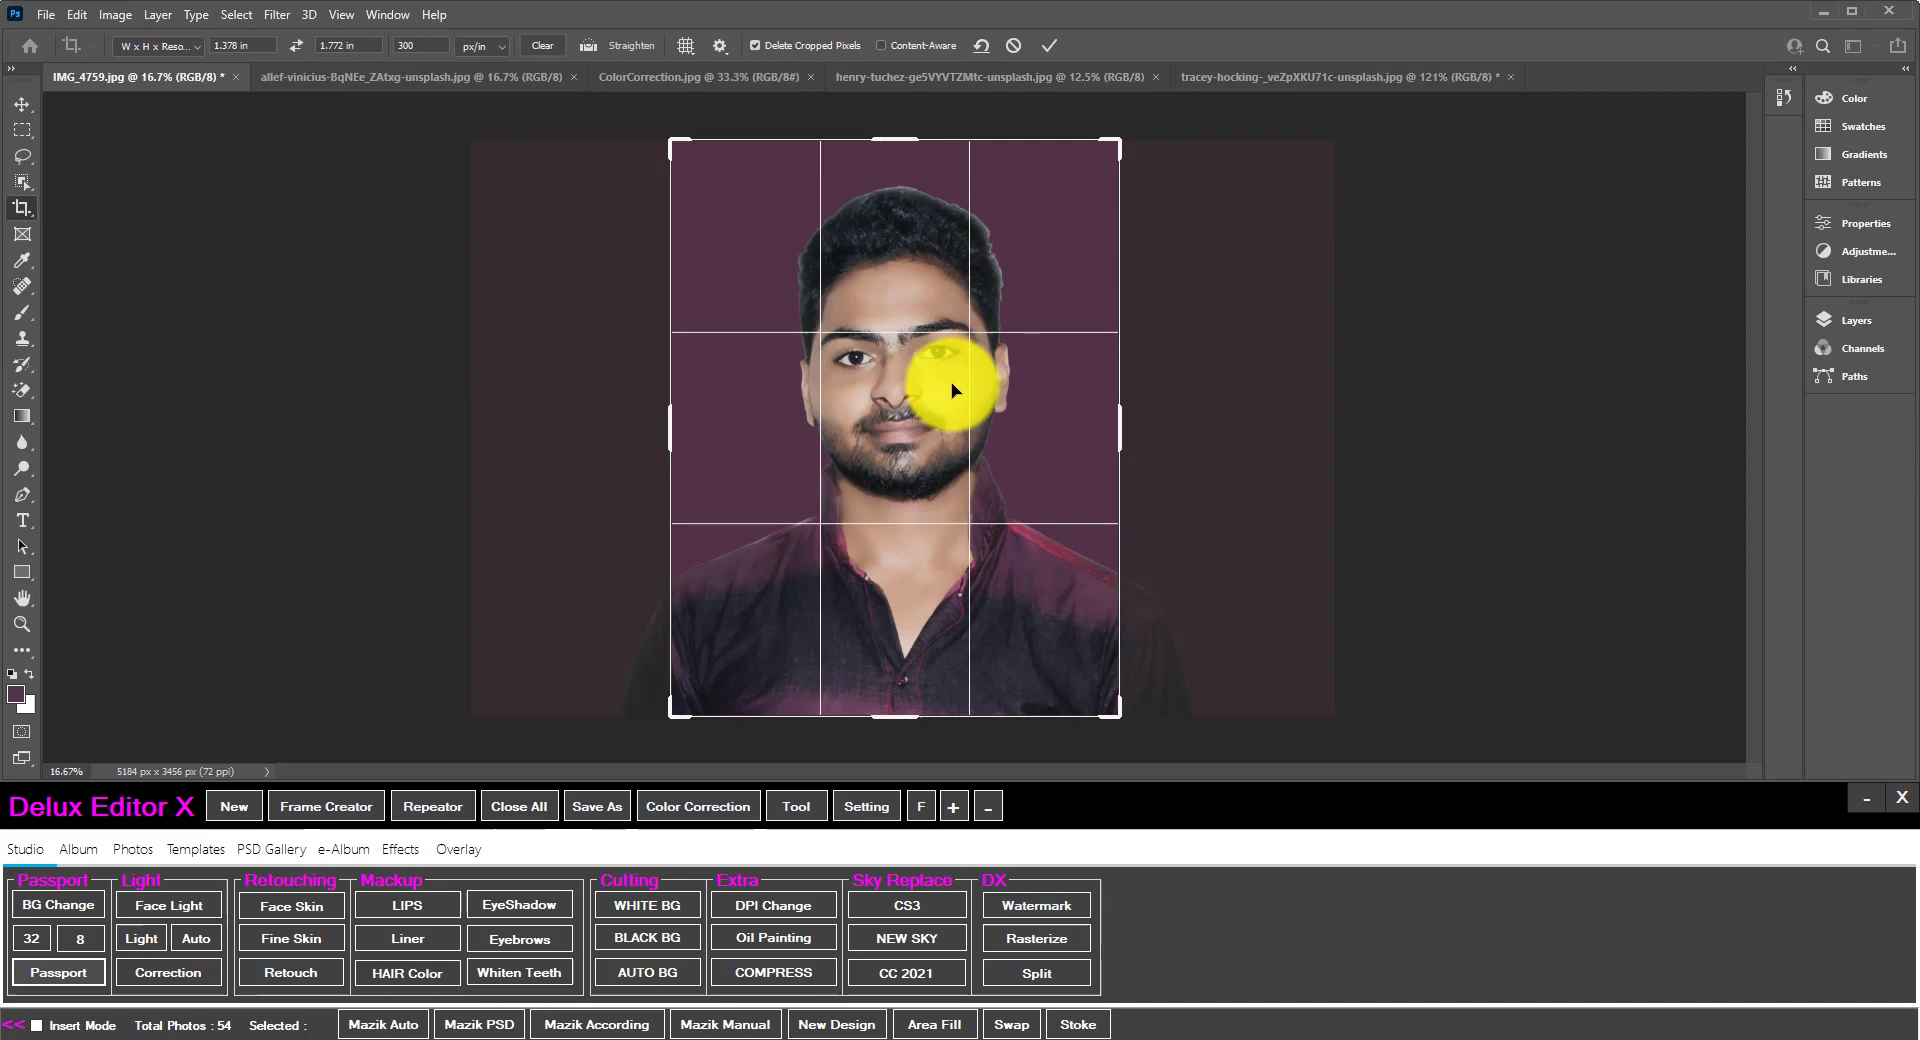 Ps File Edit Image Layer Type Select Filter 3D View Window Help
W x H x Reso... 1.378 in 1.772 in 300 px/in Clear Straighten Delete Cropped Pixels Content-Aware
IMG_4759.jpg @ 16.7% (RGB/8) * × allef-vinicius-BqNEe_ZAtxg-unsplash.jpg @ 16.7% (RGB/8) × ColorCorrection.jpg @ 33.3% (RGB/8#) × henry-tuchez-ge5VYVTZMtc-unsplash.jpg @ 12.5% (RGB/8) × tracey-hocking-_veZpXKU71c-unsplash.jpg @ 121% (RGB/8) * ×
Color
Swatches
Gradients
Patterns
Properties
Adjustme...
Libraries
Layers
Channels
Paths
16.67% 5184 px x 3456 px (72 ppi)
Delux Editor X New Frame Creator Repeator Close All Save As Color Correction Tool Setting F + - - X
Studio Album Photos Templates PSD Gallery e-Album Effects Overlay
Passport Light Retouching Mackup Cutting Extra Sky Replace DX
BG Change Face Light Face Skin LIPS EyeShadow WHITE BG DPI Change CS3 Watermark
32 8 Light Auto Fine Skin Liner Eyebrows BLACK BG Oil Painting NEW SKY Rasterize
Passport Correction Retouch HAIR Color Whiten Teeth AUTO BG COMPRESS CC 2021 Split
<< Insert Mode Total Photos : 54 Selected : Mazik Auto Mazik PSD Mazik According Mazik Manual New Design Area Fill Swap Stoke